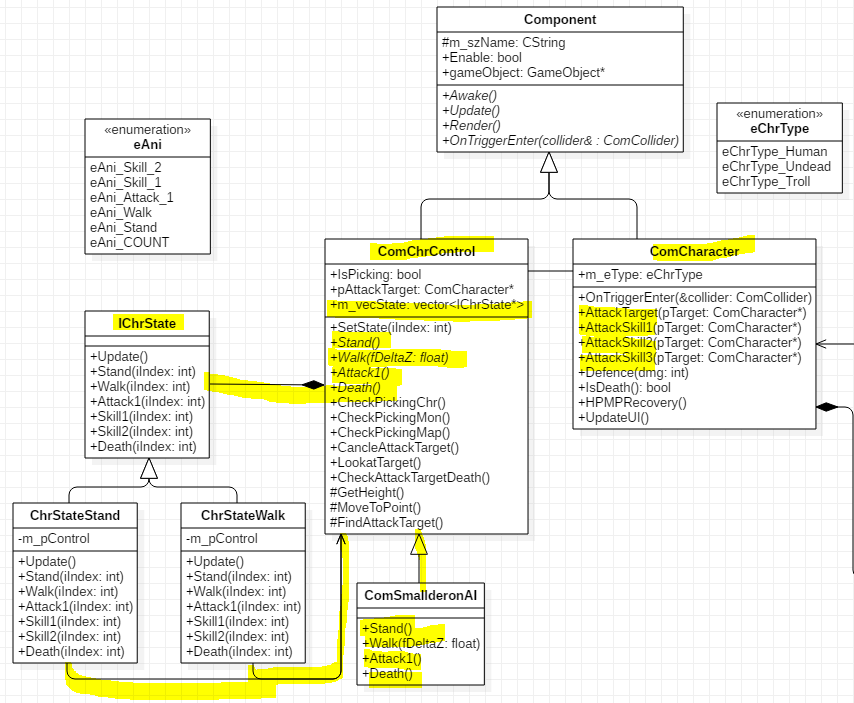 Component
#m_szName: CString
+Enable: bool
+gameObject: GameObject*
+Awake()
+Update()
+Render()
+OnTriggerEnter(collider& : ComCollider)
«enumeration»
eAni
eAni_Skill_2
eAni_Skill_1
eAni_Attack_1
eAni_Walk
eAni_Stand
eAni_COUNT
«enumeration»
eChrType
eChrType_Human
eChrType_Undead
eChrType_Troll
ComChrControl
+IsPicking: bool
+pAttackTarget: ComCharacter*
+m_vecState: vector<IChrState*>
+SetState(iIndex: int)
+Stand()
+Walk(fDeltaZ: float)
+Attack1()
+Death()
+CheckPickingChr()
+CheckPickingMon()
+CheckPickingMap()
+CancleAttackTarget()
+LookatTarget()
+CheckAttackTargetDeath()
#GetHeight()
#MoveToPoint()
#FindAttackTarget()
ComCharacter
+m_eType: eChrType
+OnTriggerEnter(&collider: ComCollider)
+AttackTarget(pTarget: ComCharacter*)
+AttackSkill1(pTarget: ComCharacter*)
+AttackSkill2(pTarget: ComCharacter*)
+AttackSkill3(pTarget: ComCharacter*)
+Defence(dmg: int)
+IsDeath(): bool
+HPMPRecovery()
+UpdateUI()
IChrState
+Update()
+Stand(iIndex: int)
+Walk(iIndex: int)
+Attack1(iIndex: int)
+Skill1(iIndex: int)
+Skill2(iIndex: int)
+Death(iIndex: int)
ChrStateStand
-m_pControl
+Update()
+Stand(iIndex: int)
+Walk(iIndex: int)
+Attack1(iIndex: int)
+Skill1(iIndex: int)
+Skill2(iIndex: int)
+Death(iIndex: int)
ChrStateWalk
-m_pControl
+Update()
+Stand(iIndex: int)
+Walk(iIndex: int)
+Attack1(iIndex: int)
+Skill1(iIndex: int)
+Skill2(iIndex: int)
+Death(iIndex: int)
ComSmallderonAI
+Stand()
+Walk(fDeltaZ: float)
+Attack1()
+Death()